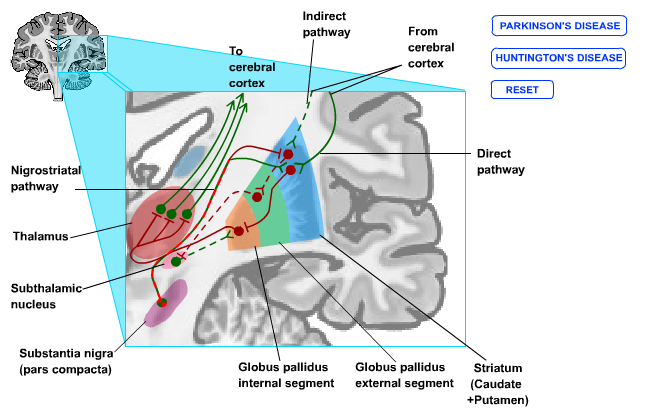 Indirect
pathway
From
cerebral
cortex
To
cerebral
cortex
PARKINSON'S DISEASE
HUNTINGTON'S DISEASE
RESET
Nigrostriatal
pathway
Direct
pathway
Thalamus
Subthalamic
nucleus
Substantia nigra
(pars compacta)
Globus pallidus
internal segment
Globus pallidus
external segment
Striatum
(Caudate
+Putamen)